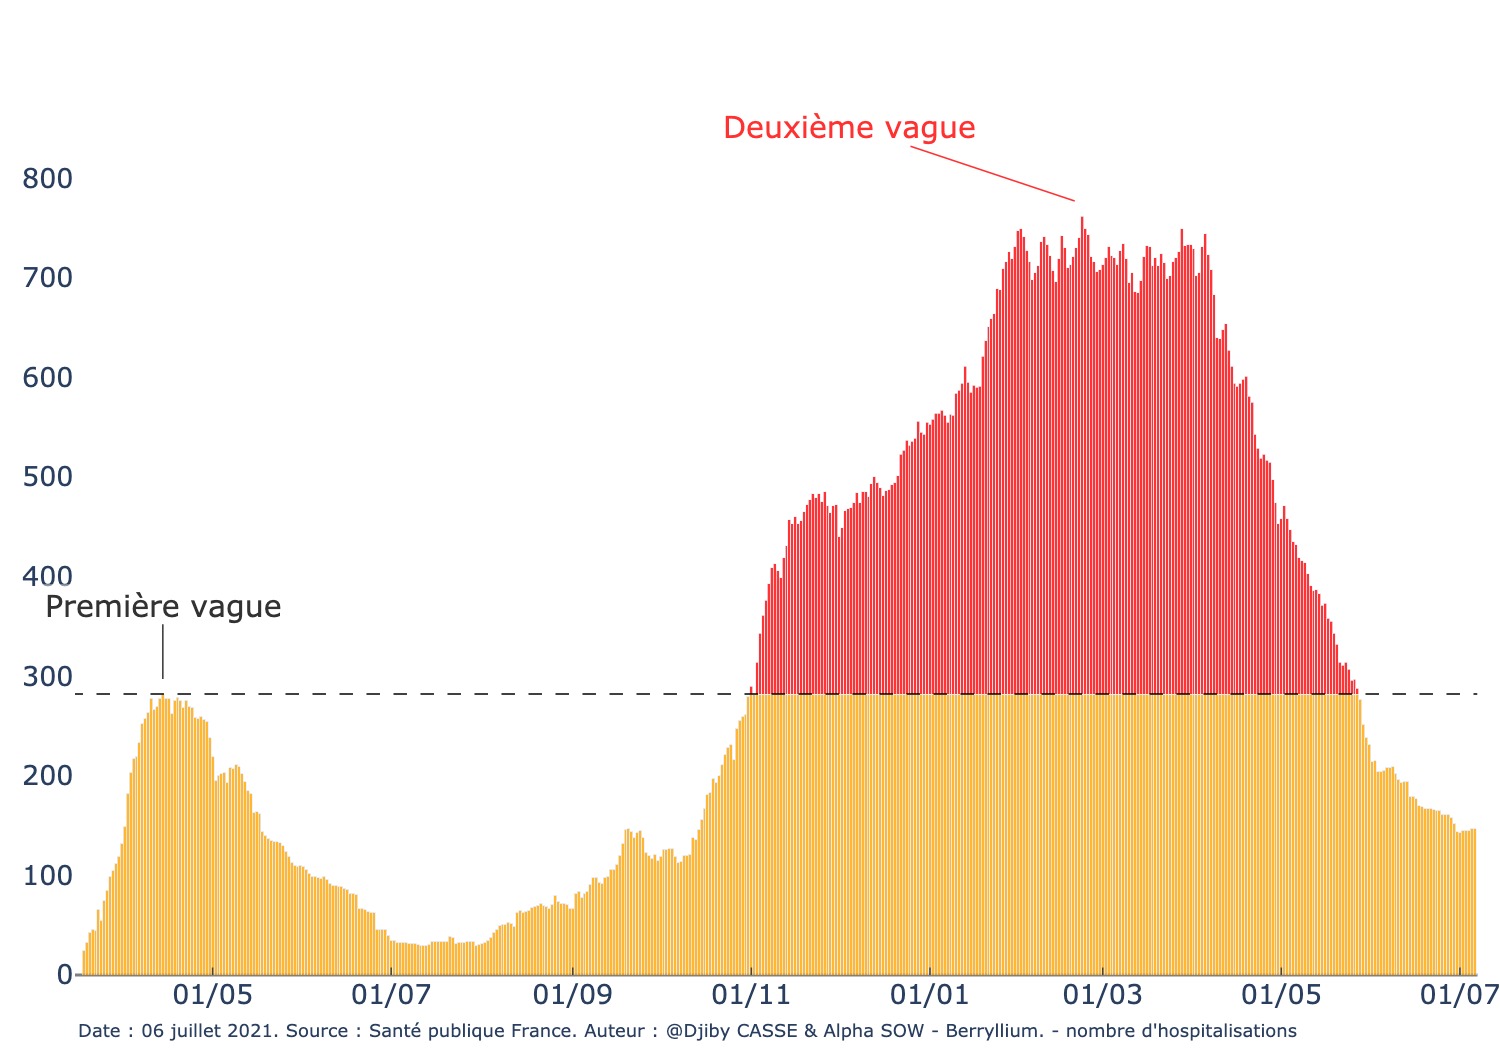 Deuxième vague
800
700
600
500
400
Première vague
300
200
100
0
01/05 01/07 01/09 01/11 01/01 01/03 01/05 01/07
Date : 06 juillet 2021. Source : Santé publique France. Auteur : @Djiby CASSE & Alpha SOW - Berryllium. - nombre d'hospitalisations